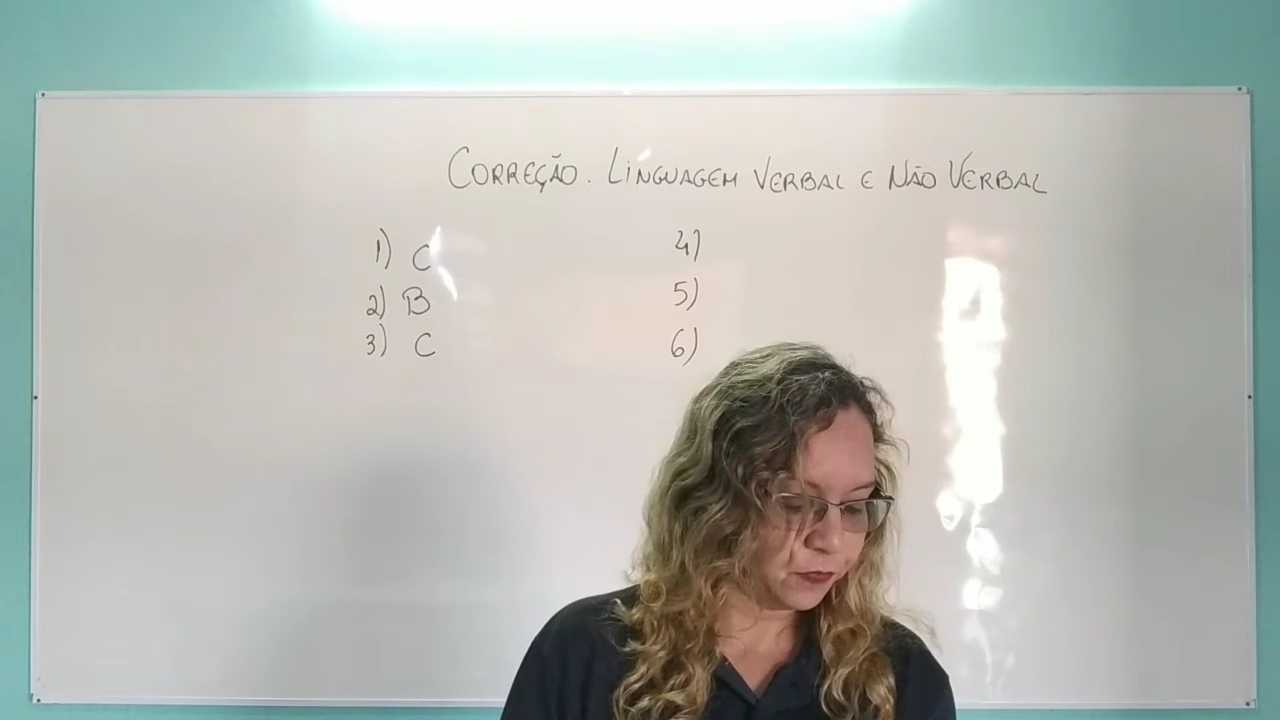 CORREÇÃO. LINGUAGEM VERBAL E NÃO VERBAL
1) C
2) B
3) C
4)
5)
6)